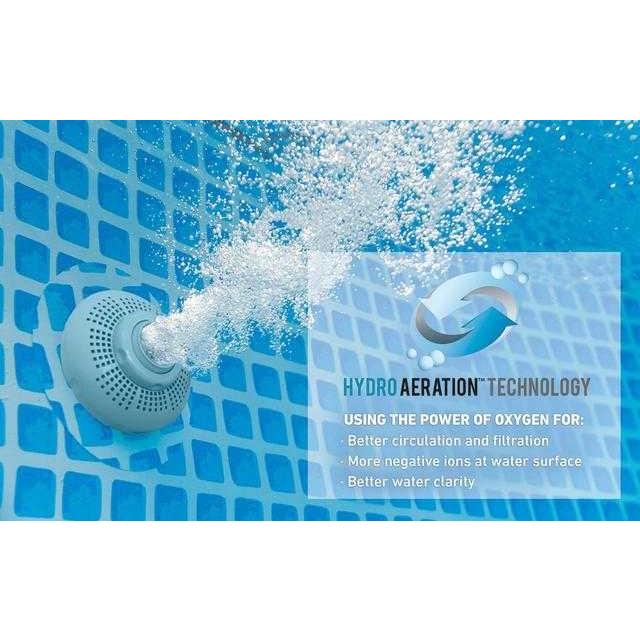 HYDRO AERATION™ TECHNOLOGY
USING THE POWER OF OXYGEN FOR:
· Better circulation and filtration
· More negative ions at water surface
· Better water clarity